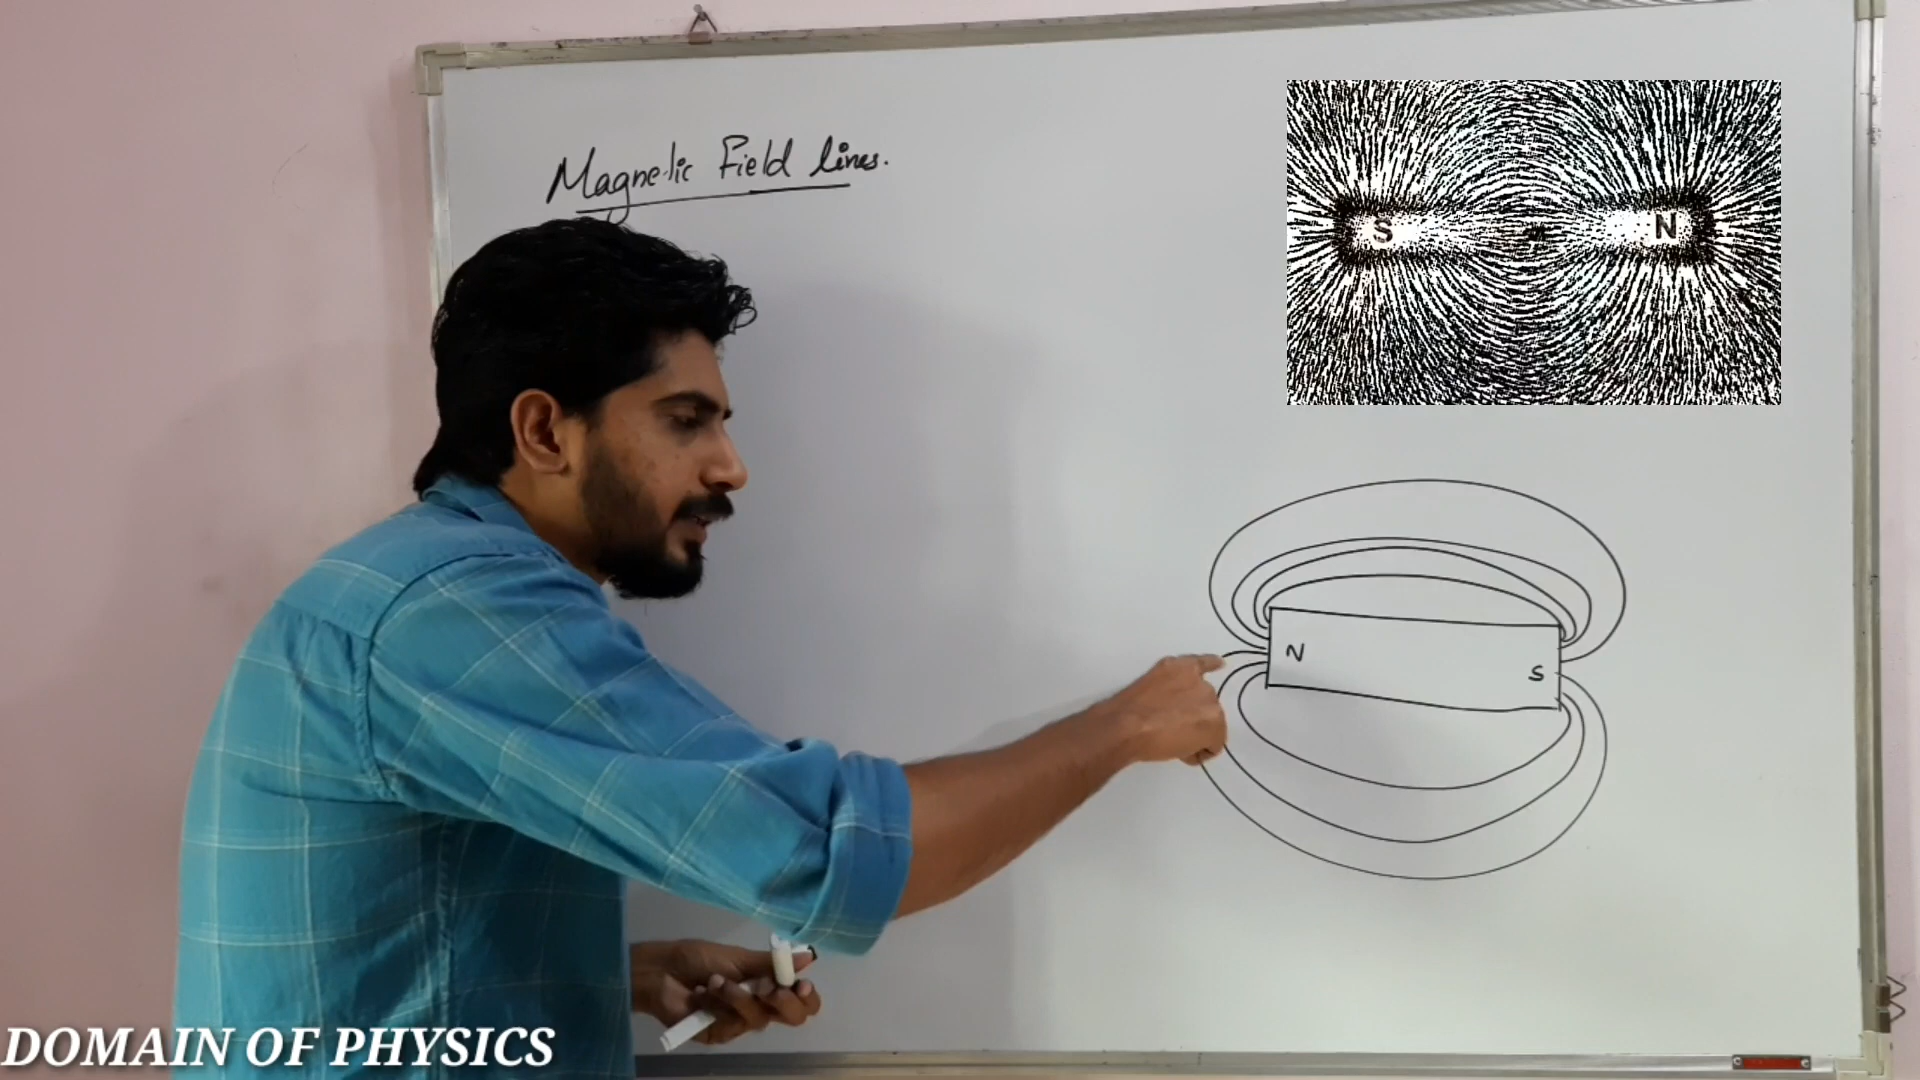 Magnetic Field lines.
S N
N
S
DOMAIN OF PHYSICS